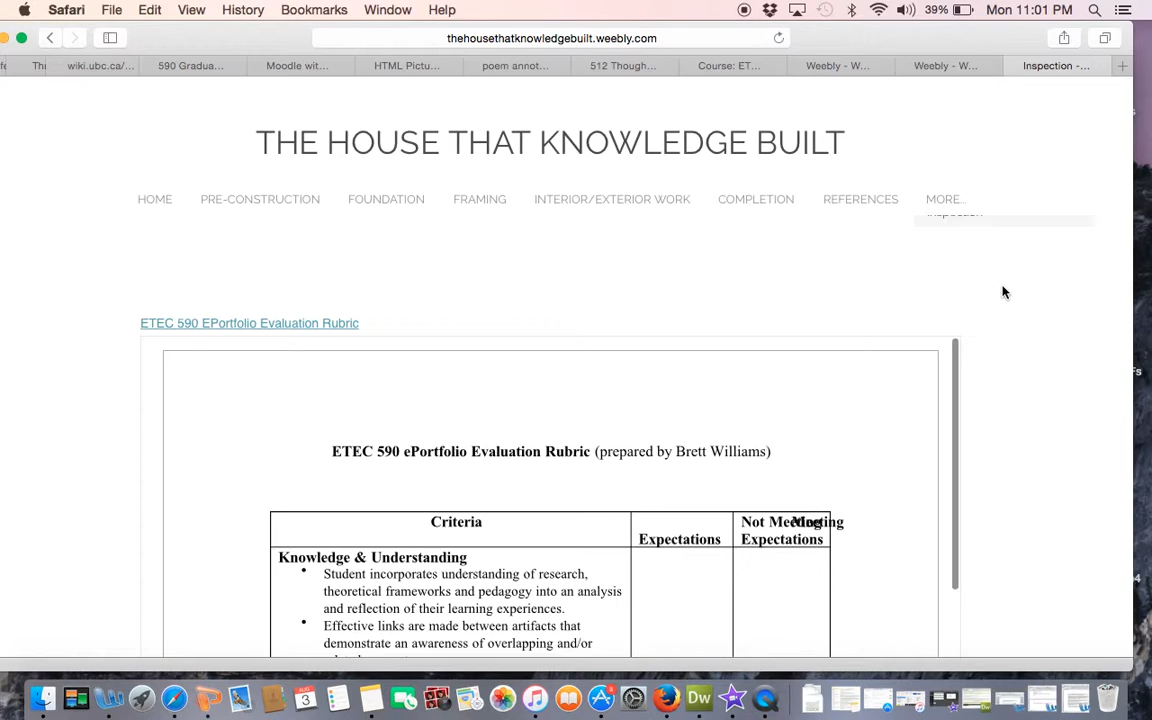 Safari File Edit View History Bookmarks Window Help 39% Mon 11:01 PM
thehousethatknowledgebuilt.weebly.com
wiki.ubc.ca/... 590 Gradua... Moodle wit... HTML Pictu... poem annot... 512 Though... Course: ET... Weebly - W... Weebly - W... Inspection -...
THE HOUSE THAT KNOWLEDGE BUILT
HOME PRE-CONSTRUCTION FOUNDATION FRAMING INTERIOR/EXTERIOR WORK COMPLETION REFERENCES MORE...
Inspection
ETEC 590 EPortfolio Evaluation Rubric
ETEC 590 ePortfolio Evaluation Rubric (prepared by Brett Williams)
Criteria Not Meeting Meeting
Expectations Expectations
Knowledge & Understanding
• Student incorporates understanding of research,
theoretical frameworks and pedagogy into an analysis
and reflection of their learning experiences.
• Effective links are made between artifacts that
demonstrate an awareness of overlapping and/or